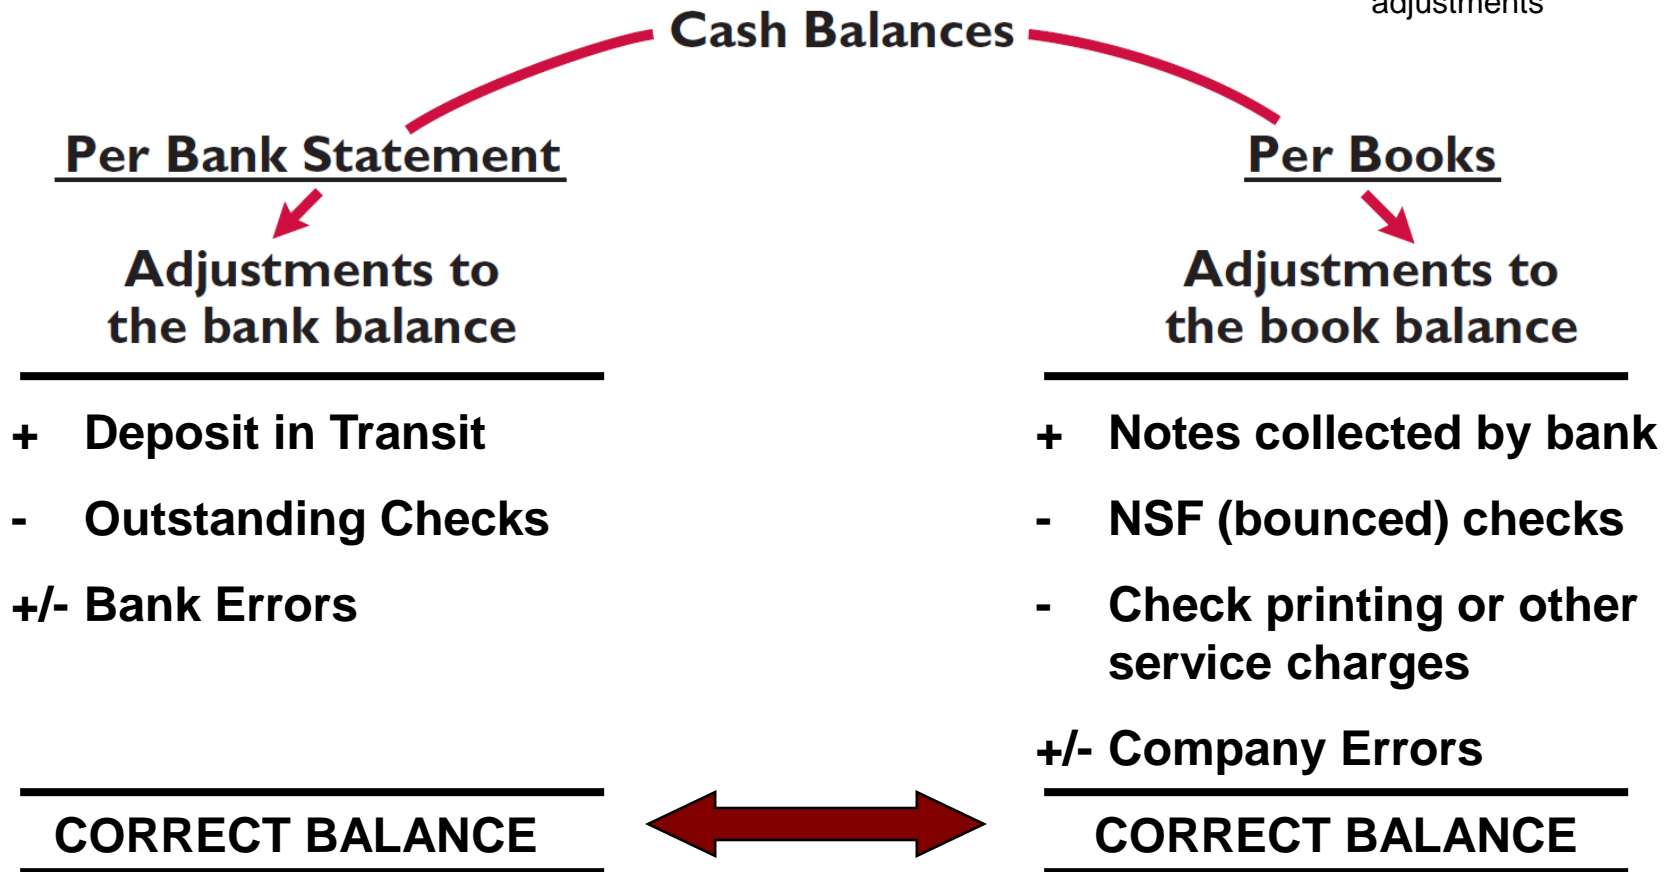 adjustments
Cash Balances
Per Bank Statement
Adjustments to
the bank balance
+ Deposit in Transit
- Outstanding Checks
+/- Bank Errors
CORRECT BALANCE
Per Books
Adjustments to
the book balance
+ Notes collected by bank
- NSF (bounced) checks
- Check printing or other
service charges
+/- Company Errors
CORRECT BALANCE